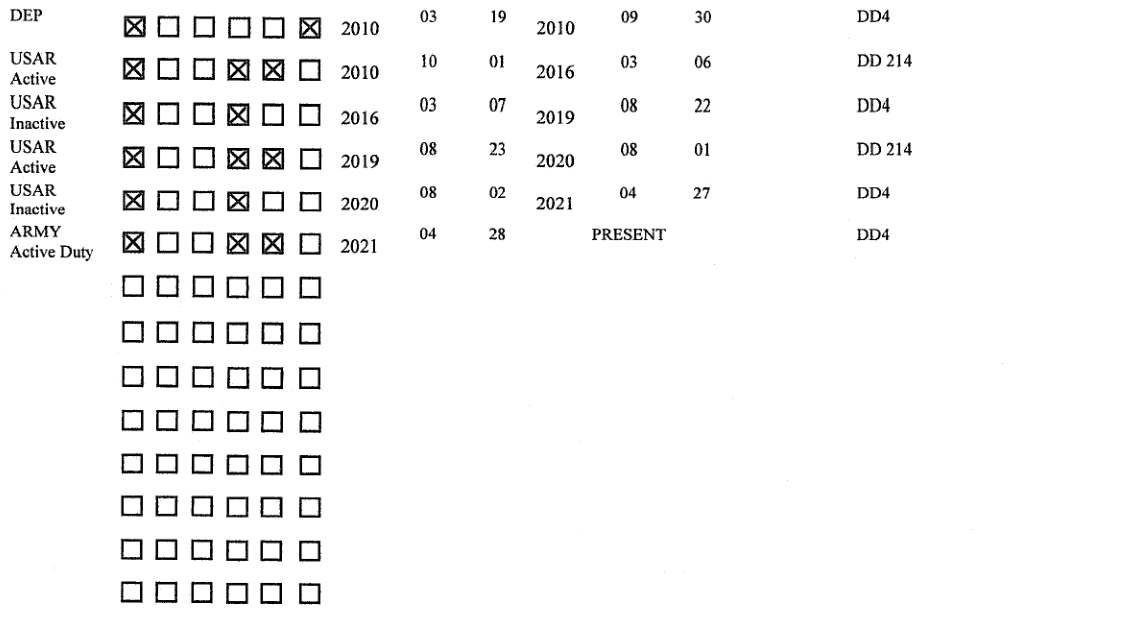 DEP ☒ ☐ ☐ ☐ ☐ ☒ 2010 03 19 2010 09 30 DD4
USAR Active ☒ ☐ ☐ ☒ ☒ ☐ 2010 10 01 2016 03 06 DD 214
USAR Inactive ☒ ☐ ☐ ☒ ☐ ☐ 2016 03 07 2019 08 22 DD4
USAR Active ☒ ☐ ☐ ☒ ☒ ☐ 2019 08 23 2020 08 01 DD 214
USAR Inactive ☒ ☐ ☐ ☒ ☐ ☐ 2020 08 02 2021 04 27 DD4
ARMY Active Duty ☒ ☐ ☐ ☒ ☒ ☐ 2021 04 28 PRESENT DD4